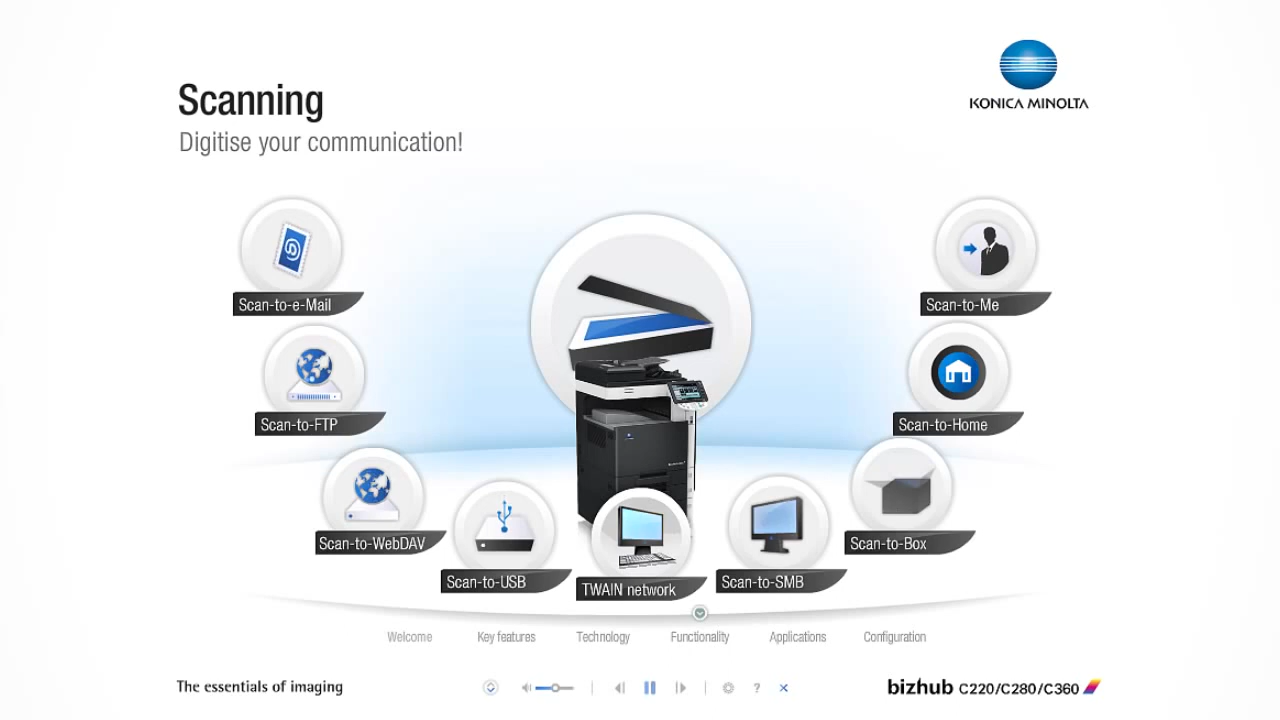 KONICA MINOLTA
Scanning
Digitise your communication!
Scan-to-e-Mail
Scan-to-Me
Scan-to-FTP
Scan-to-Home
Scan-to-WebDAV
Scan-to-Box
Scan-to-USB
TWAIN network
Scan-to-SMB
Welcome
Key features
Technology
Functionality
Applications
Configuration
The essentials of imaging
?
bizhub C220/C280/C360